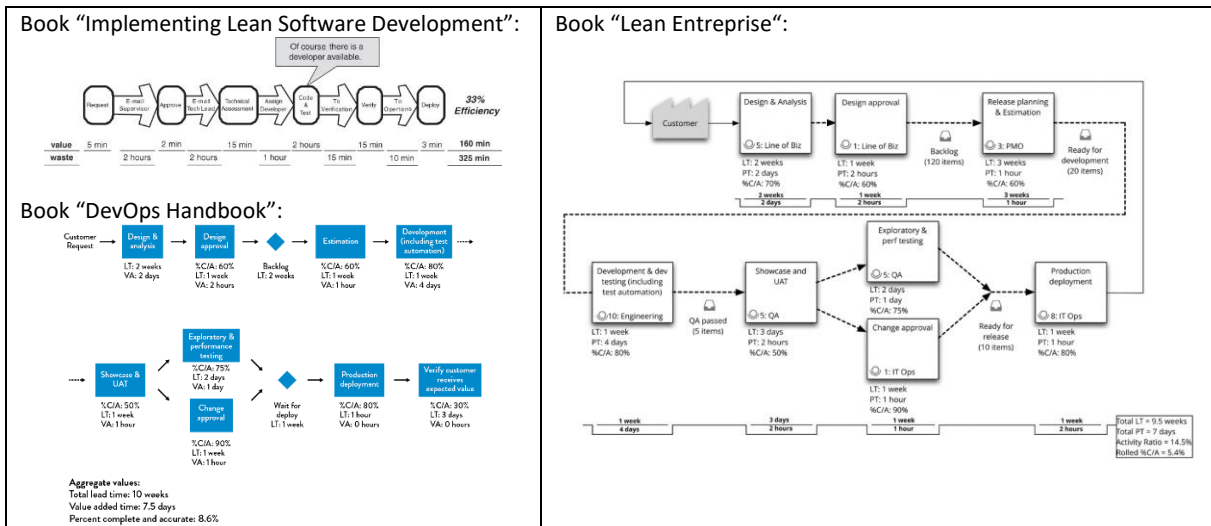 Book “Implementing Lean Software Development”:
Of course there is a
developer available.
Request
E-mail
Supervisor
Approve
E-mail
Tech Lead
Technical
Assessment
Assign
Developer
Code
&
Test
To
Verification
Verify
To
Operations
Deploy
33%
Efficiency
value 5 min 2 min 15 min 2 hours 15 min 3 min 160 min
waste 2 hours 2 hours 1 hour 15 min 10 min 325 min
Book “DevOps Handbook”:
Customer
Request
Design &
analysis
LT: 2 weeks
VA: 2 days
Design
approval
%C/A: 60%
LT: 1 week
VA: 2 hours
Backlog
LT: 2 weeks
Estimation
%C/A: 60%
LT: 1 week
VA: 1 hour
Development
(including test
automation)
%C/A: 80%
LT: 1 week
VA: 4 days
Showcase &
UAT
%C/A: 50%
LT: 1 week
VA: 1 hour
Exploratory &
performance
testing
%C/A: 75%
LT: 2 days
VA: 1 day
Change
approval
%C/A: 90%
LT: 1 week
VA: 1 hour
Wait for
deploy
LT: 1 week
Production
deployment
%C/A: 80%
LT: 1 hour
VA: 0 hours
Verify customer
receives
expected value
%C/A: 30%
LT: 3 days
VA: 0 hours
Aggregate values:
Total lead time: 10 weeks
Value added time: 7.5 days
Percent complete and accurate: 8.6%
Book “Lean Entreprise“:
Customer
Design & Analysis
5: Line of Biz
LT: 2 weeks
PT: 2 days
%C/A: 70%
2 weeks
2 days
Design approval
1: Line of Biz
LT: 1 week
PT: 2 hours
%C/A: 60%
1 week
2 hours
Backlog
(120 items)
Release planning
& Estimation
3: PMO
LT: 3 weeks
PT: 1 hour
%C/A: 60%
3 weeks
1 hour
Ready for
development
(20 items)
Development & dev
testing (including
test automation)
10: Engineering
LT: 1 week
PT: 4 days
%C/A: 80%
QA passed
(5 items)
Showcase and
UAT
5: QA
LT: 3 days
PT: 2 hours
%C/A: 50%
Exploratory &
perf testing
5: QA
LT: 2 days
PT: 1 day
%C/A: 75%
Change approval
1: IT Ops
LT: 1 week
PT: 1 hour
%C/A: 90%
Ready for
release
(10 items)
Production
deployment
8: IT Ops
LT: 1 week
PT: 1 hour
%C/A: 80%
1 week
4 days
3 days
2 hours
1 week
1 hour
1 week
2 hours
Total LT = 9.5 weeks
Total PT = 7 days
Activity Ratio = 14.5%
Rolled %C/A = 5.4%